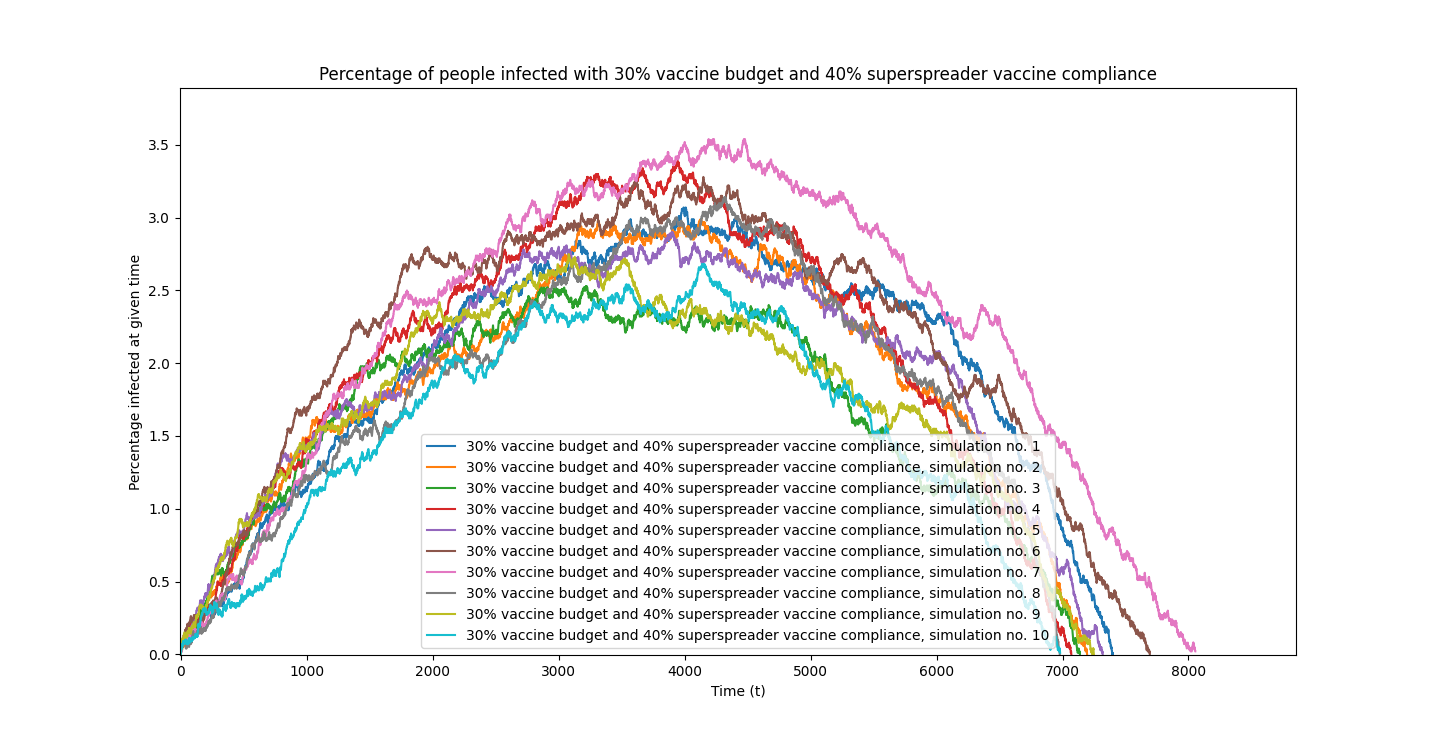 Percentage of people infected with 30% vaccine budget and 40% superspreader vaccine compliance
Percentage infected at given time
3.5
3.0
2.5
2.0
1.5
1.0
0.5
0.0
30% vaccine budget and 40% superspreader vaccine compliance, simulation no. 1
30% vaccine budget and 40% superspreader vaccine compliance, simulation no. 2
30% vaccine budget and 40% superspreader vaccine compliance, simulation no. 3
30% vaccine budget and 40% superspreader vaccine compliance, simulation no. 4
30% vaccine budget and 40% superspreader vaccine compliance, simulation no. 5
30% vaccine budget and 40% superspreader vaccine compliance, simulation no. 6
30% vaccine budget and 40% superspreader vaccine compliance, simulation no. 7
30% vaccine budget and 40% superspreader vaccine compliance, simulation no. 8
30% vaccine budget and 40% superspreader vaccine compliance, simulation no. 9
30% vaccine budget and 40% superspreader vaccine compliance, simulation no. 10
0 1000 2000 3000 4000 5000 6000 7000 8000
Time (t)